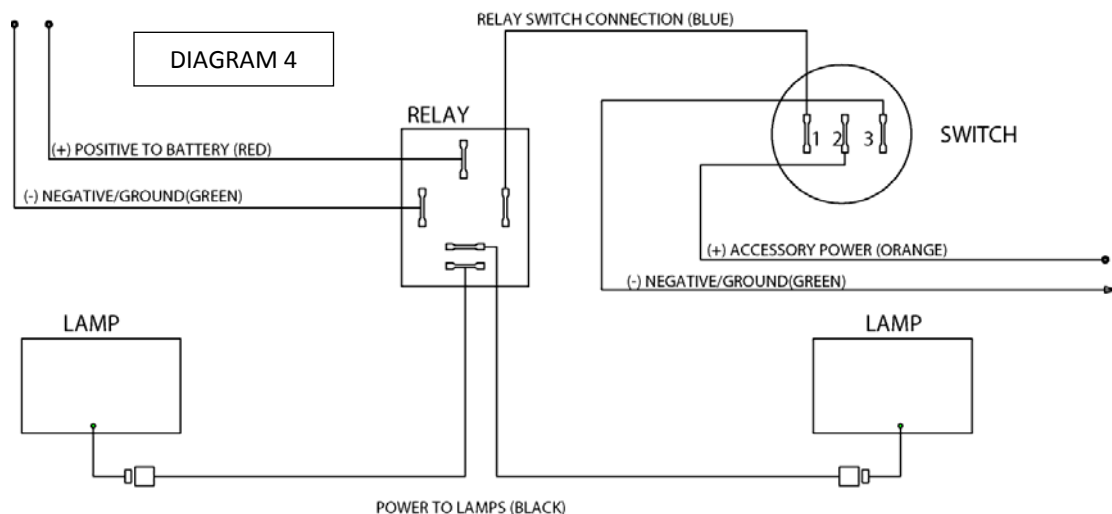 RELAY SWITCH CONNECTION (BLUE)
DIAGRAM 4
RELAY
1 2 3
SWITCH
(+) POSITIVE TO BATTERY (RED)
(-) NEGATIVE/GROUND(GREEN)
(+) ACCESSORY POWER (ORANGE)
(-) NEGATIVE/GROUND(GREEN)
LAMP
LAMP
POWER TO LAMPS (BLACK)